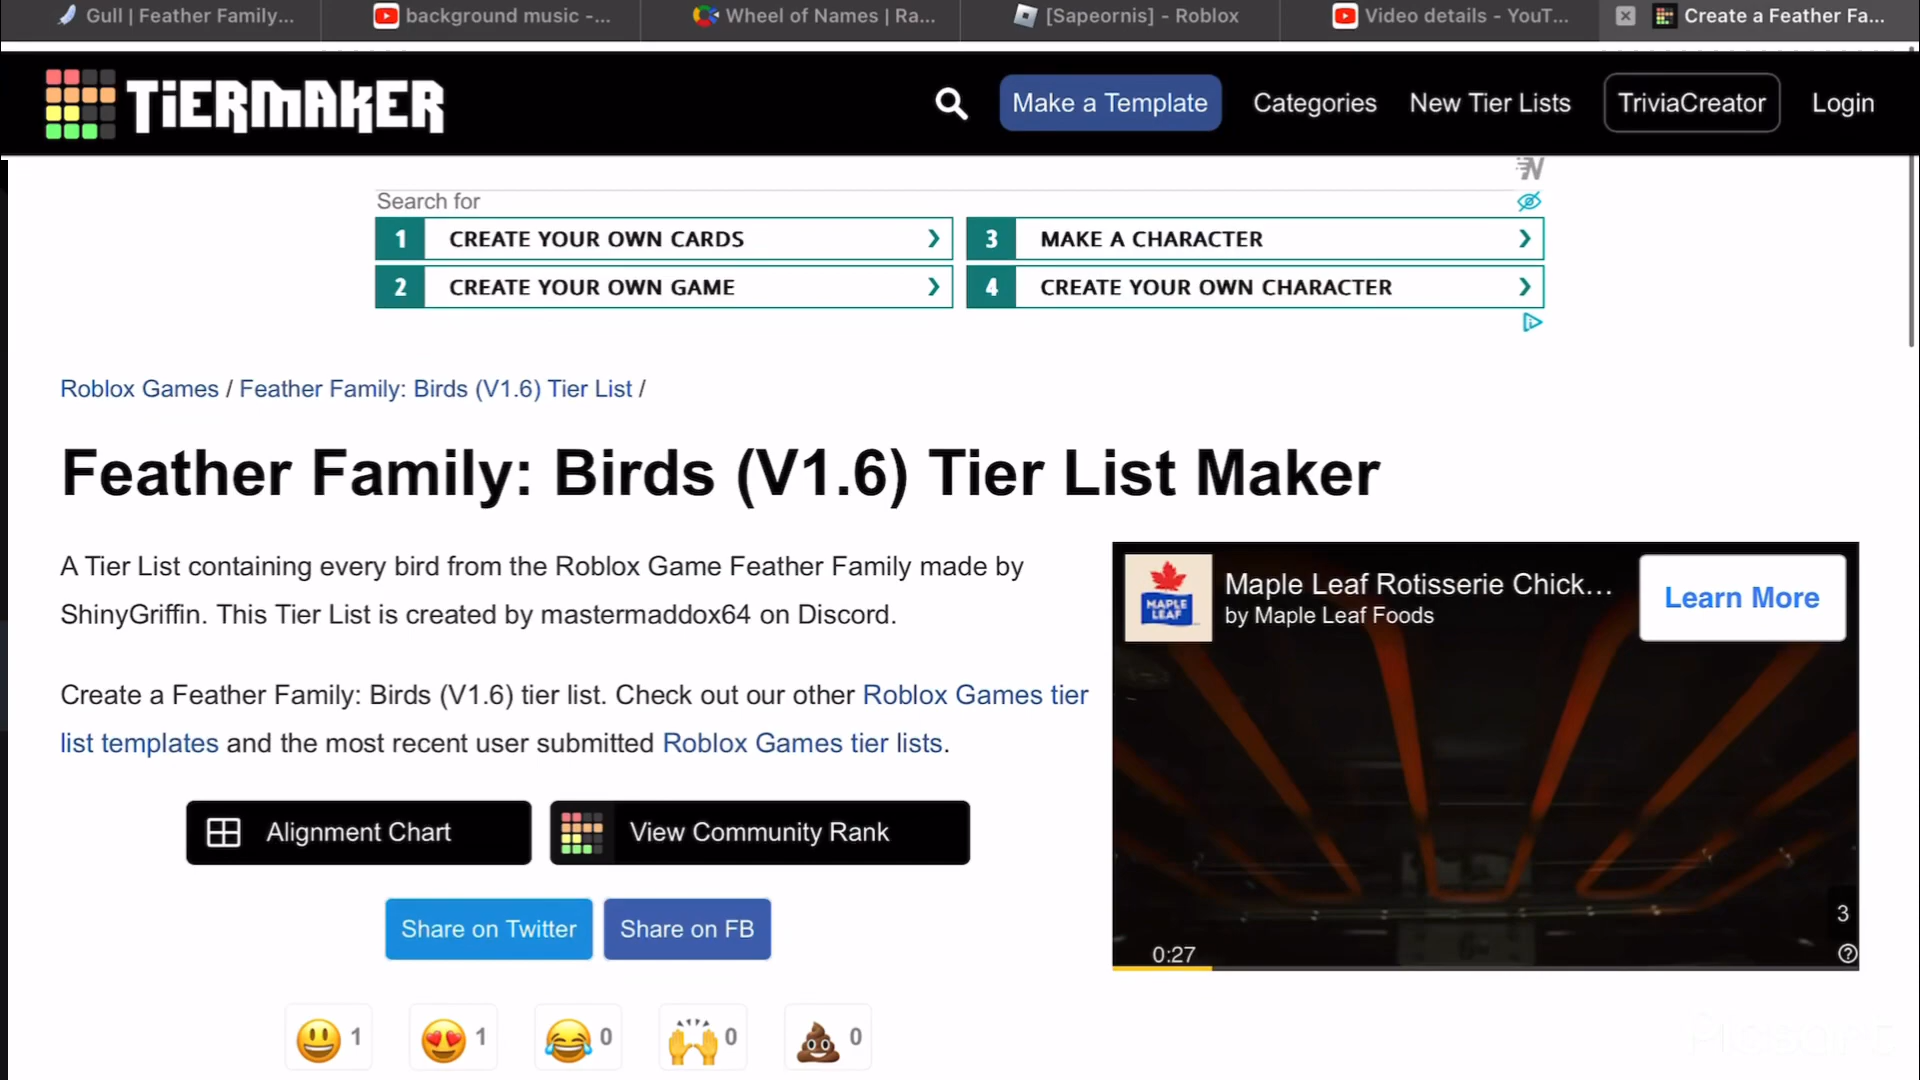 Gull | Feather Family...
background music -...
Wheel of Names | Ra...
[Sapeornis] - Roblox
Video details - YouT...
Create a Feather Fa...
TiERMAKER
Make a Template
Categories
New Tier Lists
TriviaCreator
Login
Search for
1 CREATE YOUR OWN CARDS
3 MAKE A CHARACTER
2 CREATE YOUR OWN GAME
4 CREATE YOUR OWN CHARACTER
Roblox Games / Feather Family: Birds (V1.6) Tier List /
Feather Family: Birds (V1.6) Tier List Maker
A Tier List containing every bird from the Roblox Game Feather Family made by
ShinyGriffin. This Tier List is created by mastermaddox64 on Discord.
Create a Feather Family: Birds (V1.6) tier list. Check out our other Roblox Games tier
list templates and the most recent user submitted Roblox Games tier lists.
MAPLE LEAF
Maple Leaf Rotisserie Chick...
by Maple Leaf Foods
Learn More
Alignment Chart
View Community Rank
Share on Twitter
Share on FB
3
0:27
1
1
0
0
0